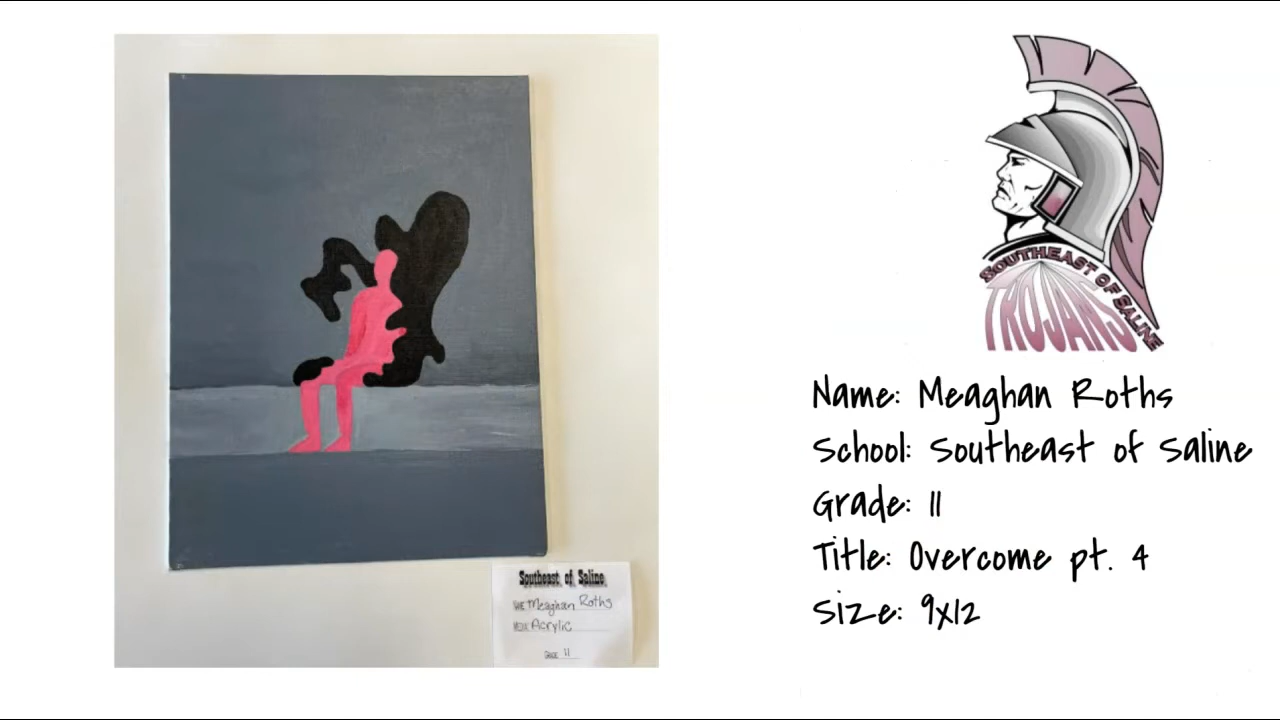 SOUTHEAST OF SALINE
TROJANS
Name: Meaghan Roths
School: Southeast of Saline
Grade: 11
Title: Overcome pt. 4
Size: 9x12
Southeast of Saline
Meaghan Roths
Acrylic
GRADE 11